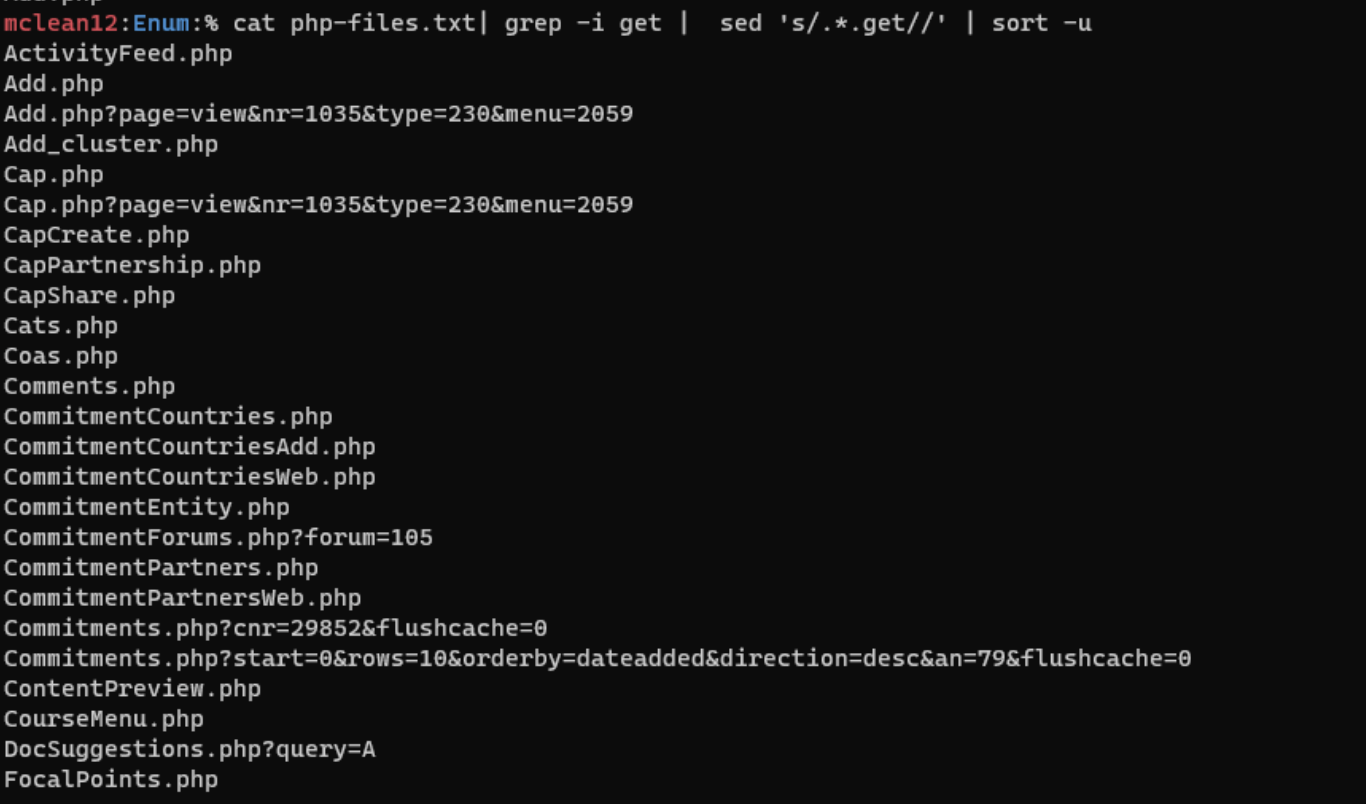 mclean12:Enum:% cat php-files.txt| grep -i get |  sed 's/.*.get//' | sort -u
ActivityFeed.php
Add.php
Add.php?page=view&nr=1035&type=230&menu=2059
Add_cluster.php
Cap.php
Cap.php?page=view&nr=1035&type=230&menu=2059
CapCreate.php
CapPartnership.php
CapShare.php
Cats.php
Coas.php
Comments.php
CommitmentCountries.php
CommitmentCountriesAdd.php
CommitmentCountriesWeb.php
CommitmentEntity.php
CommitmentForums.php?forum=105
CommitmentPartners.php
CommitmentPartnersWeb.php
Commitments.php?cnr=29852&flushcache=0
Commitments.php?start=0&rows=10&orderby=dateadded&direction=desc&an=79&flushcache=0
ContentPreview.php
CourseMenu.php
DocSuggestions.php?query=A
FocalPoints.php